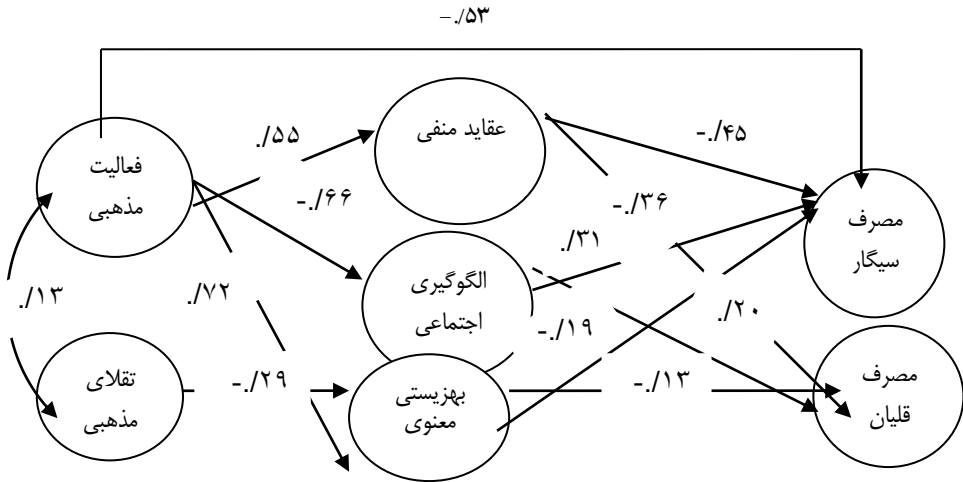 -./۵۳
عقاید منفی
-./۴۵
./۵۵
فعالیت
مذهبی
-./۶۶
-./۳۶
مصرف
سیگار
./۳۱
الگوگیری
اجتماعی
./۱۳
./۷۲
-./۱۹
./۲۰
تقلای
مذهبی
-./۲۹
بهزیستی
معنوی
-./۱۳
مصرف
قلیان